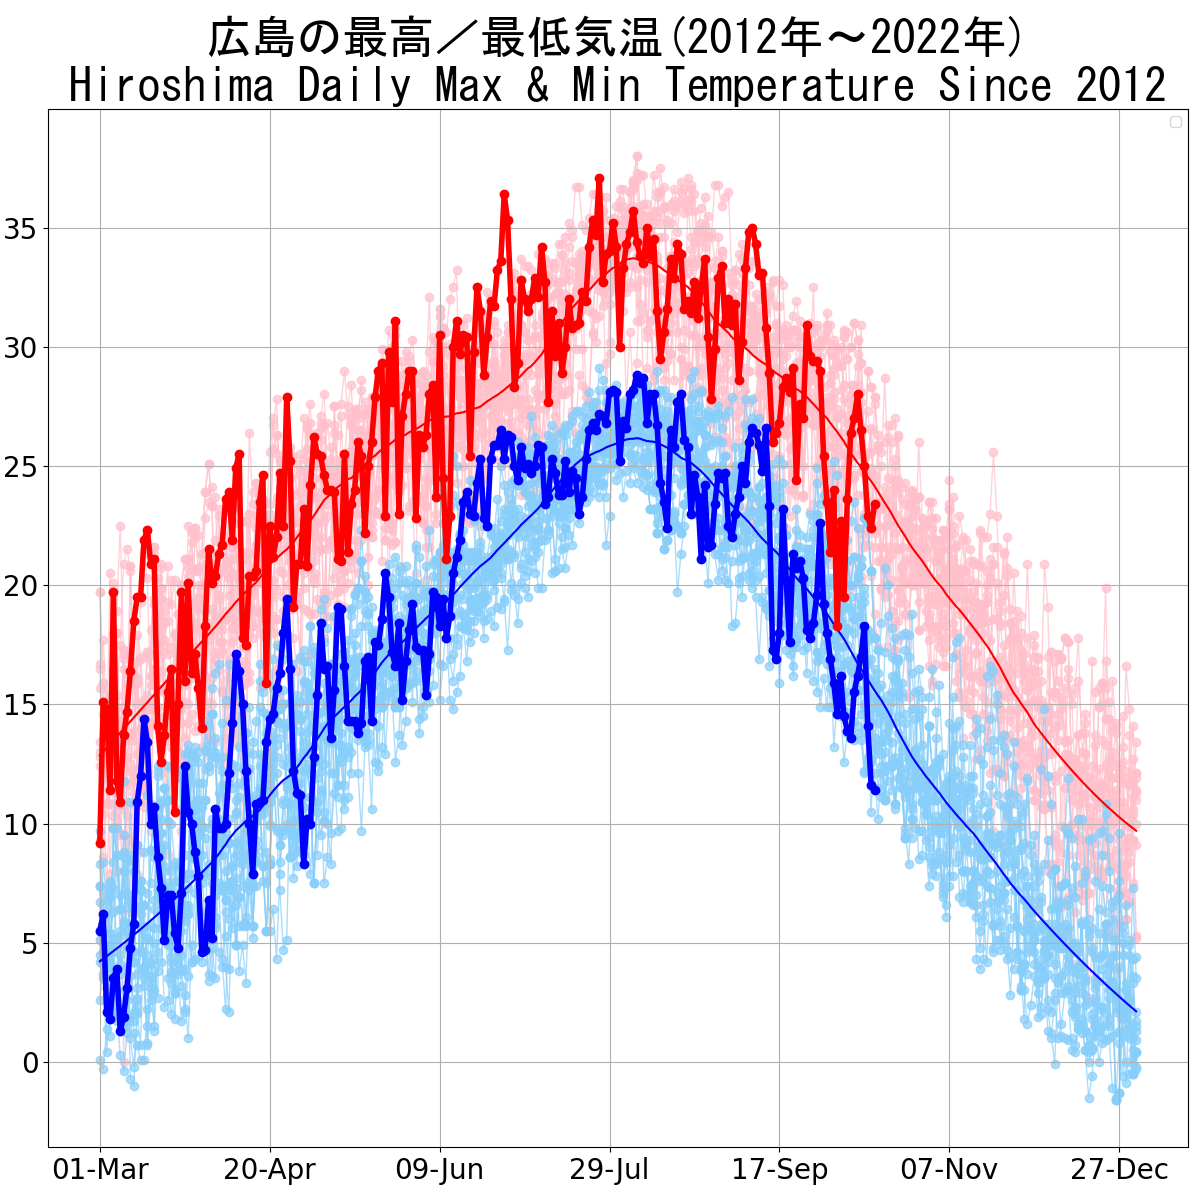 広島の最高／最低気温(2012年～2022年)
Hiroshima Daily Max & Min Temperature Since 2012
35
30
25
20
15
10
5
0
01-Mar 20-Apr 09-Jun 29-Jul 17-Sep 07-Nov 27-Dec